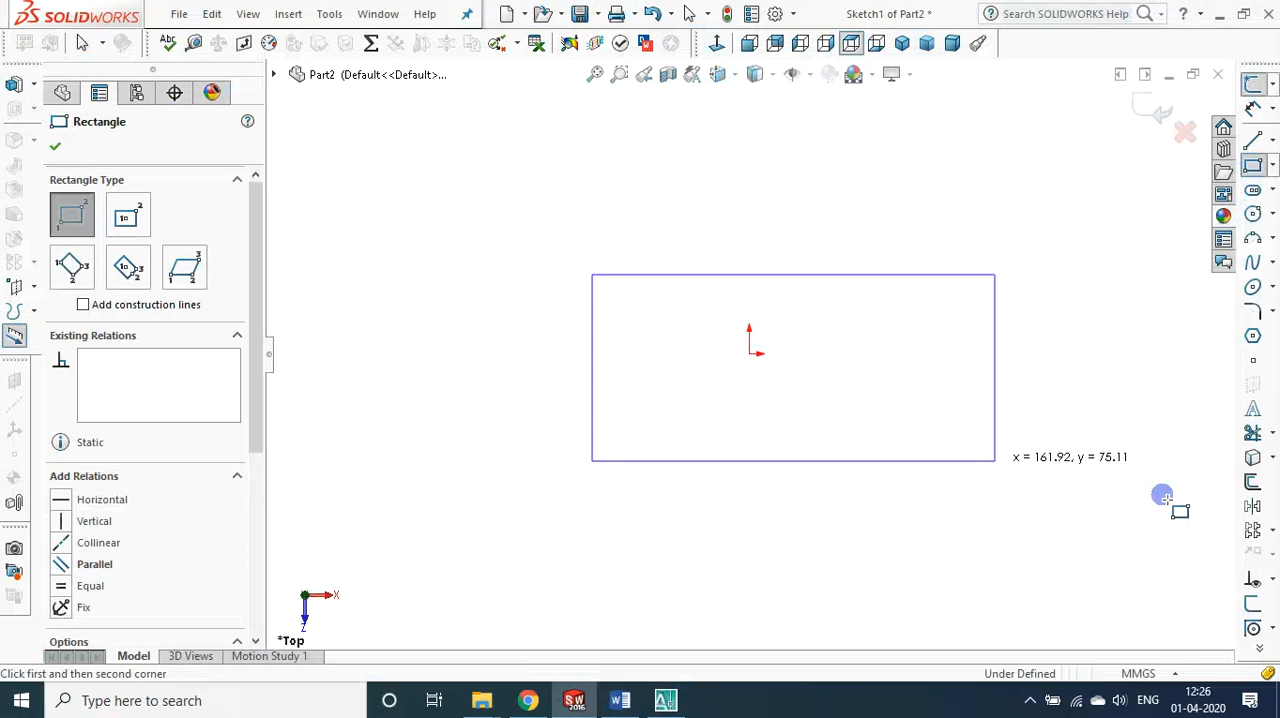 SOLIDWORKS File Edit View Insert Tools Window Help Sketch1 of Part2 * Search SOLIDWORKS Help
Part2 (Default<<Default>...
Rectangle
Rectangle Type
Add construction lines
Existing Relations
Static
Add Relations
Horizontal
Vertical
Collinear
Parallel
Equal
Fix
Options
x = 161.92, y = 75.11
X
Z
*Top
Model 3D Views Motion Study 1
Click first and then second corner Under Defined MMGS
Type here to search ENG 12:26
01-04-2020